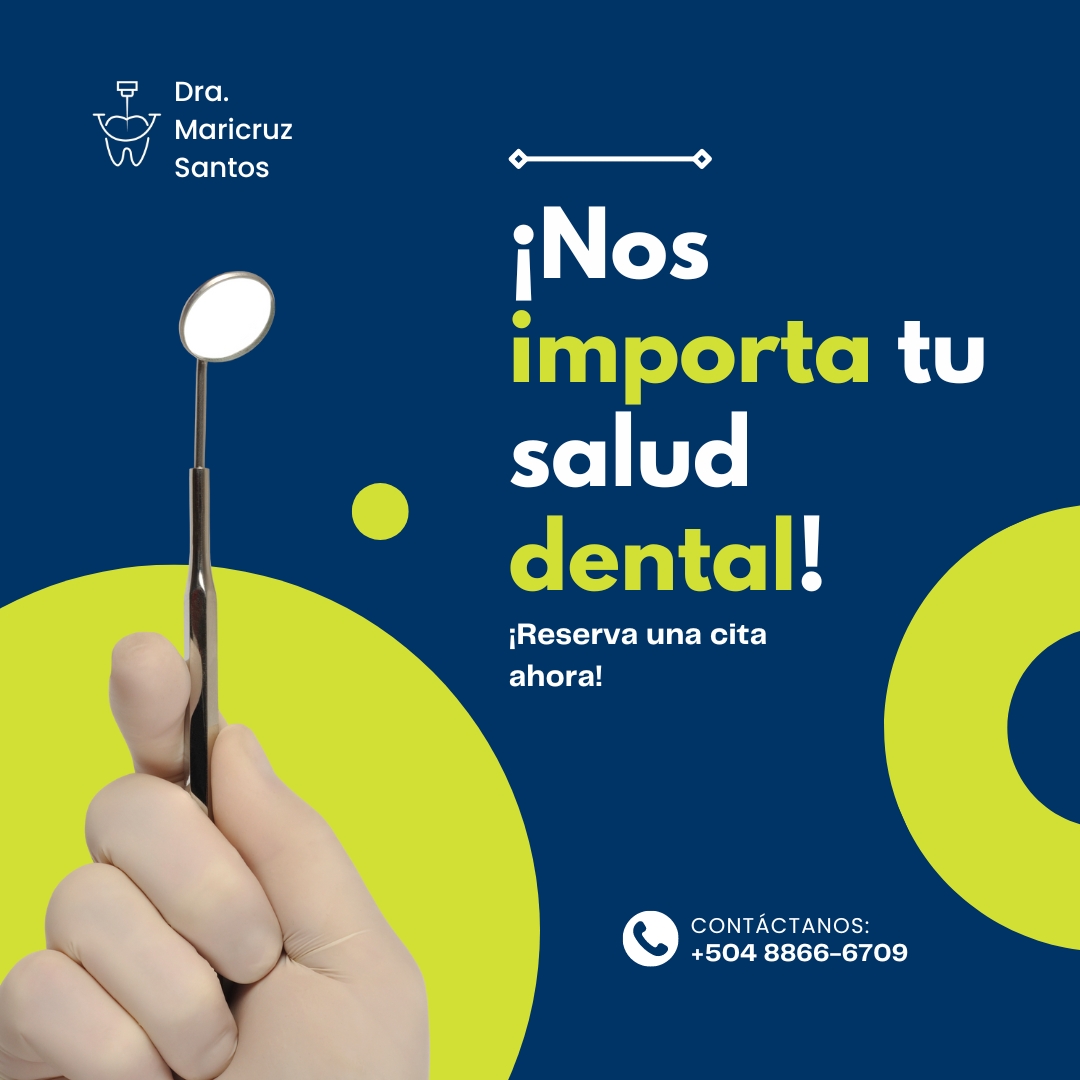 Dra.
Maricruz
Santos
¡Nos
importa tu
salud
dental!
¡Reserva una cita
ahora!
CONTÁCTANOS:
+504 8866-6709